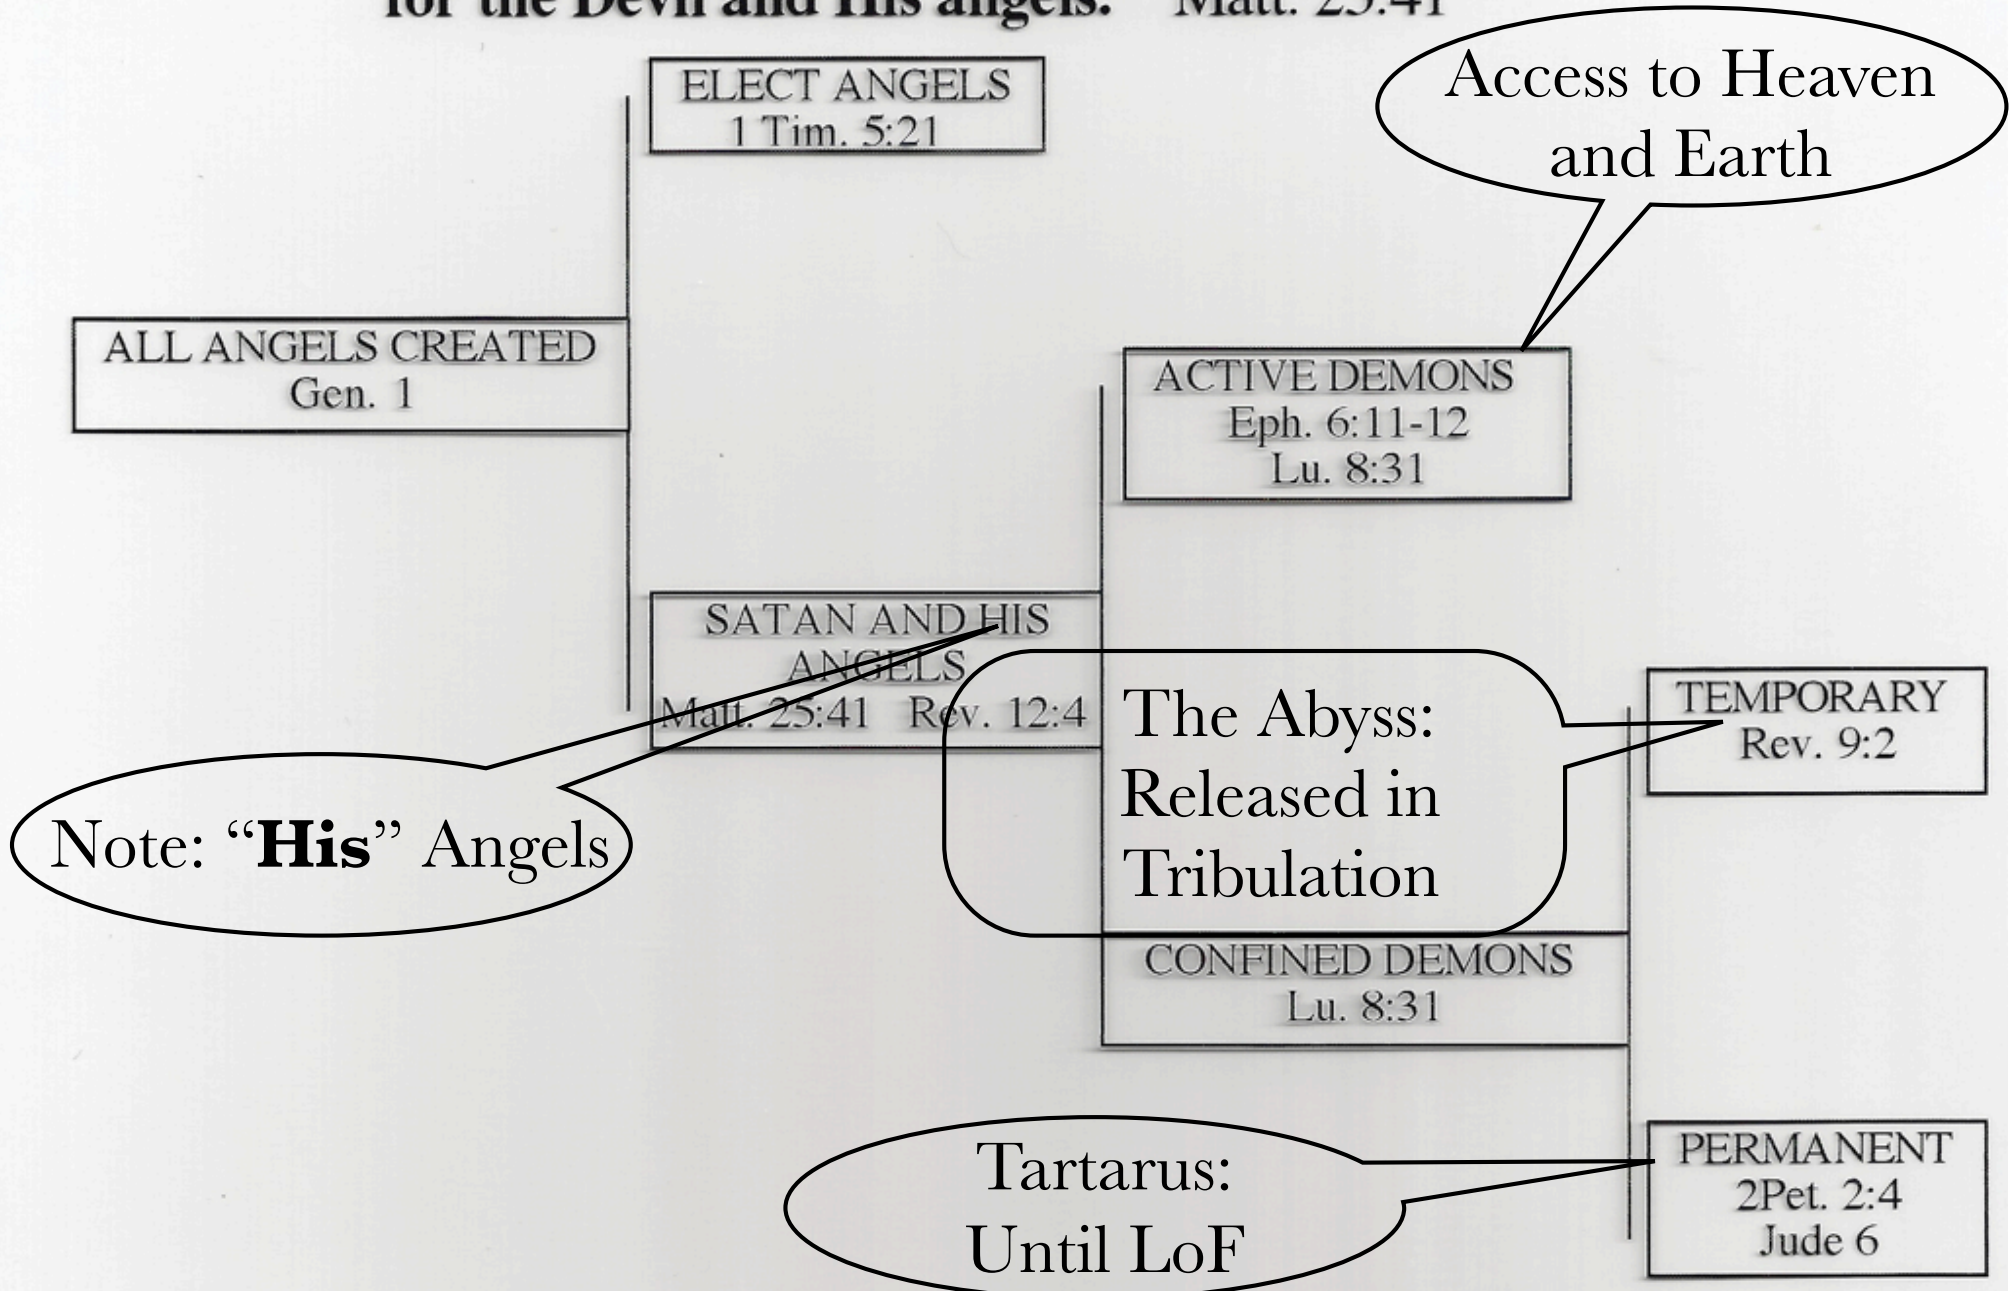 for the Devil and His angels." Matt. 25:41
ELECT ANGELS
1 Tim. 5:21
Access to Heaven
and Earth
ALL ANGELS CREATED
Gen. 1
ACTIVE DEMONS
Eph. 6:11-12
Lu. 8:31
SATAN AND HIS
ANGELS
Matt. 25:41 Rev. 12:4
Note: “His” Angels
The Abyss:
Released in
Tribulation
TEMPORARY
Rev. 9:2
CONFINED DEMONS
Lu. 8:31
Tartarus:
Until LoF
PERMANENT
2Pet. 2:4
Jude 6